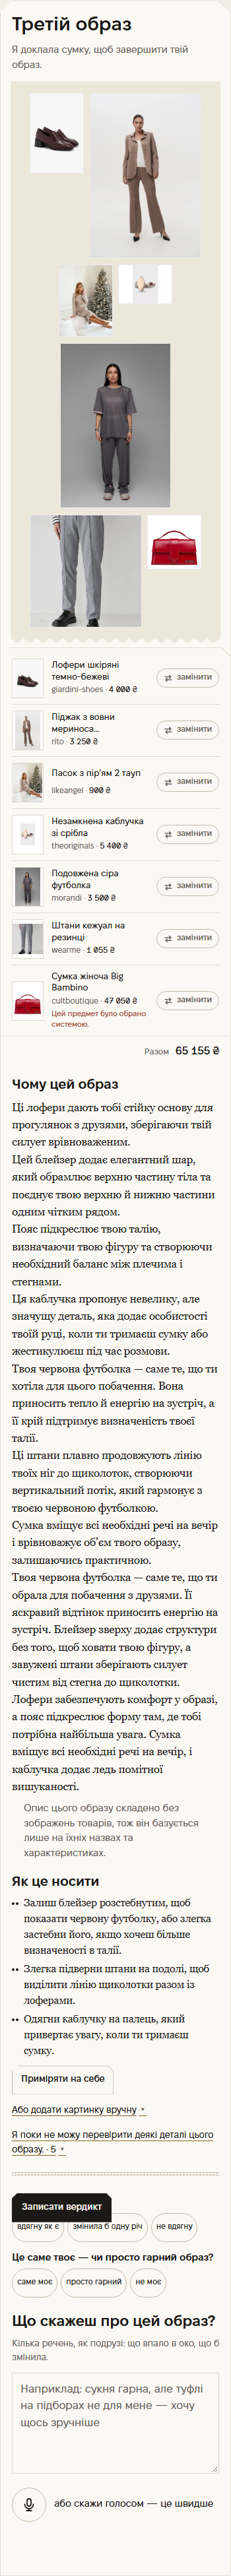 Третій образ
Я доклала сумку, щоб завершити твій
образ.
Лофери шкіряні
темно-бежеві
giardini-shoes · 4 000 ₴
замінити
Піджак з вовни
мериноса...
rito · 3 250 ₴
замінити
Пасок з пір'ям 2 тауп
likeangel · 900 ₴
замінити
Незамкнена каблучка
зі срібла
theoriginals · 5 400 ₴
замінити
Подовжена сіра
футболка
morandi · 3 500 ₴
замінити
Штани кежуал на
резинці
wearme · 1 055 ₴
замінити
Сумка жіноча Big
Bambino
cultboutique · 47 050 ₴
Цей предмет було обрано
системою.
замінити
Разом 65 155 ₴
Чому цей образ
Ці лофери дають тобі стійку основу для
прогулянок з друзями, зберігаючи твій
силует врівноваженим.
Цей блейзер додає елегантний шар,
який обрамлює верхню частину тіла та
поєднує твою верхню й нижню частини
одним чітким рядом.
Пояс підкреслює твою талію,
визначаючи твою фігуру та створюючи
необхідний баланс між плечима і
стегнами.
Ця каблучка пропонує невелику, але
значущу деталь, яка додає особистості
твоїй руці, коли ти тримаєш сумку або
жестикулюєш під час розмови.
Твоя червона футболка — саме те, що ти
хотіла для цього побачення. Вона
приносить тепло й енергію на зустріч, а
її крій підтримує визначеність твоєї
талії.
Ці штани плавно продовжують лінію
твоїх ніг до щиколоток, створюючи
вертикальний потік, який гармонує з
твоєю червоною футболкою.
Сумка вміщує всі необхідні речі на вечір
і врівноважує об'єм твого образу,
залишаючись практичною.
Твоя червона футболка — саме те, що ти
обрала для побачення з друзями. Її
яскравий відтінок приносить енергію на
зустріч. Блейзер зверху додає структури
без того, щоб ховати твою фігуру, а
завужені штани зберігають силует
чистим від стегна до щиколотки.
Лофери забезпечують комфорт у образі,
а пояс підкреслює форму там, де тобі
потрібна найбільша увага. Сумка
вміщує всі необхідні речі на вечір, і
каблучка додає ледь помітної
вишуканості.
Опис цього образу складено без
зображень товарів, тож він базується
лише на їхніх назвах та
характеристиках.
Як це носити
Залиш блейзер розстебнутим, щоб
показати червону футболку, або злегка
застебни його, якщо хочеш більше
визначеності в талії.
Злегка підверни штани на подолі, щоб
виділити лінію щиколотки разом із
лоферами.
Одягни каблучку на палець, який
привертає увагу, коли ти тримаєш
сумку.
Приміряти на себе
Або додати картинку вручну
Я поки не можу перевірити деякі деталі цього
образу. · 5
Записати вердикт
вдягну як є
змінила б одну річ
не вдягну
Це саме твоє — чи просто гарний образ?
саме моє
просто гарний
не моє
Що скажеш про цей образ?
Кілька речень, як подрузі: що впало в око, що б
змінила.
Наприклад: сукня гарна, але туфлі
на підборах не для мене — хочу
щось зручніше
або скажи голосом — це швидше